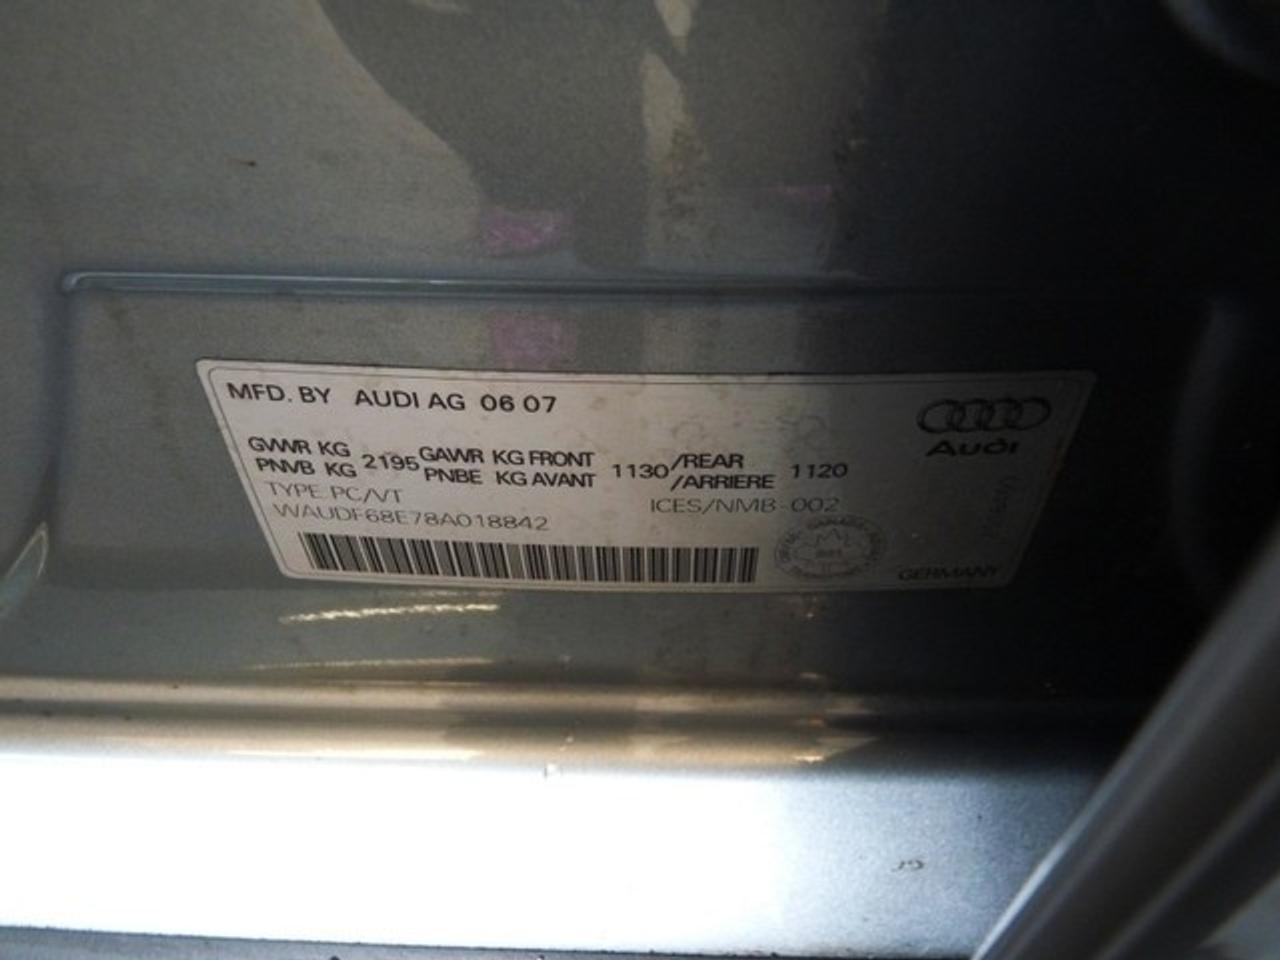 MFD. BY AUDI AG 06 07
Audi
GVWR KG 2195 GAWR KG FRONT 1130 /REAR 1120
PNVB KG PNBE KG AVANT /ARRIERE
TYPE PC/VT
ICES/NMB-002
WAUDF68E78A018842
CANADA
GERMANY